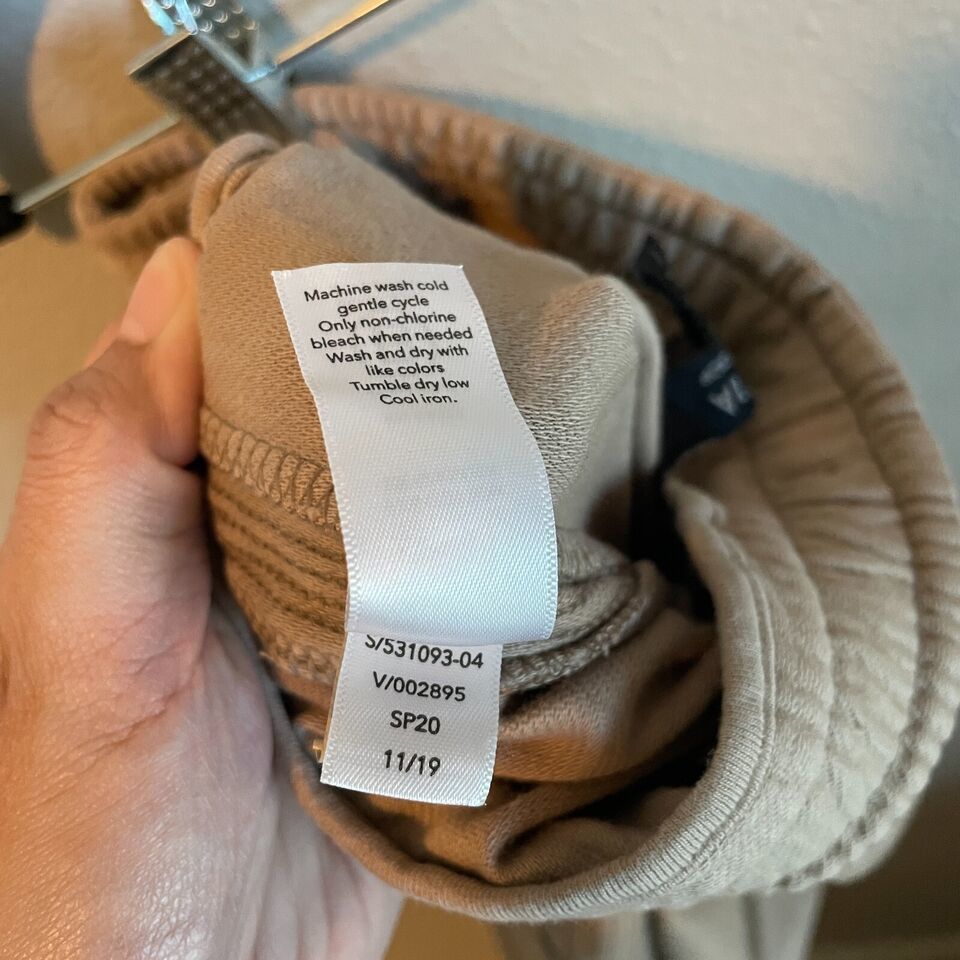 Machine wash cold
gentle cycle
Only non-chlorine
bleach when needed
Wash and dry with
like colors
Tumble dry low
Cool iron.
S/531093-04
V/002895
SP20
11/19